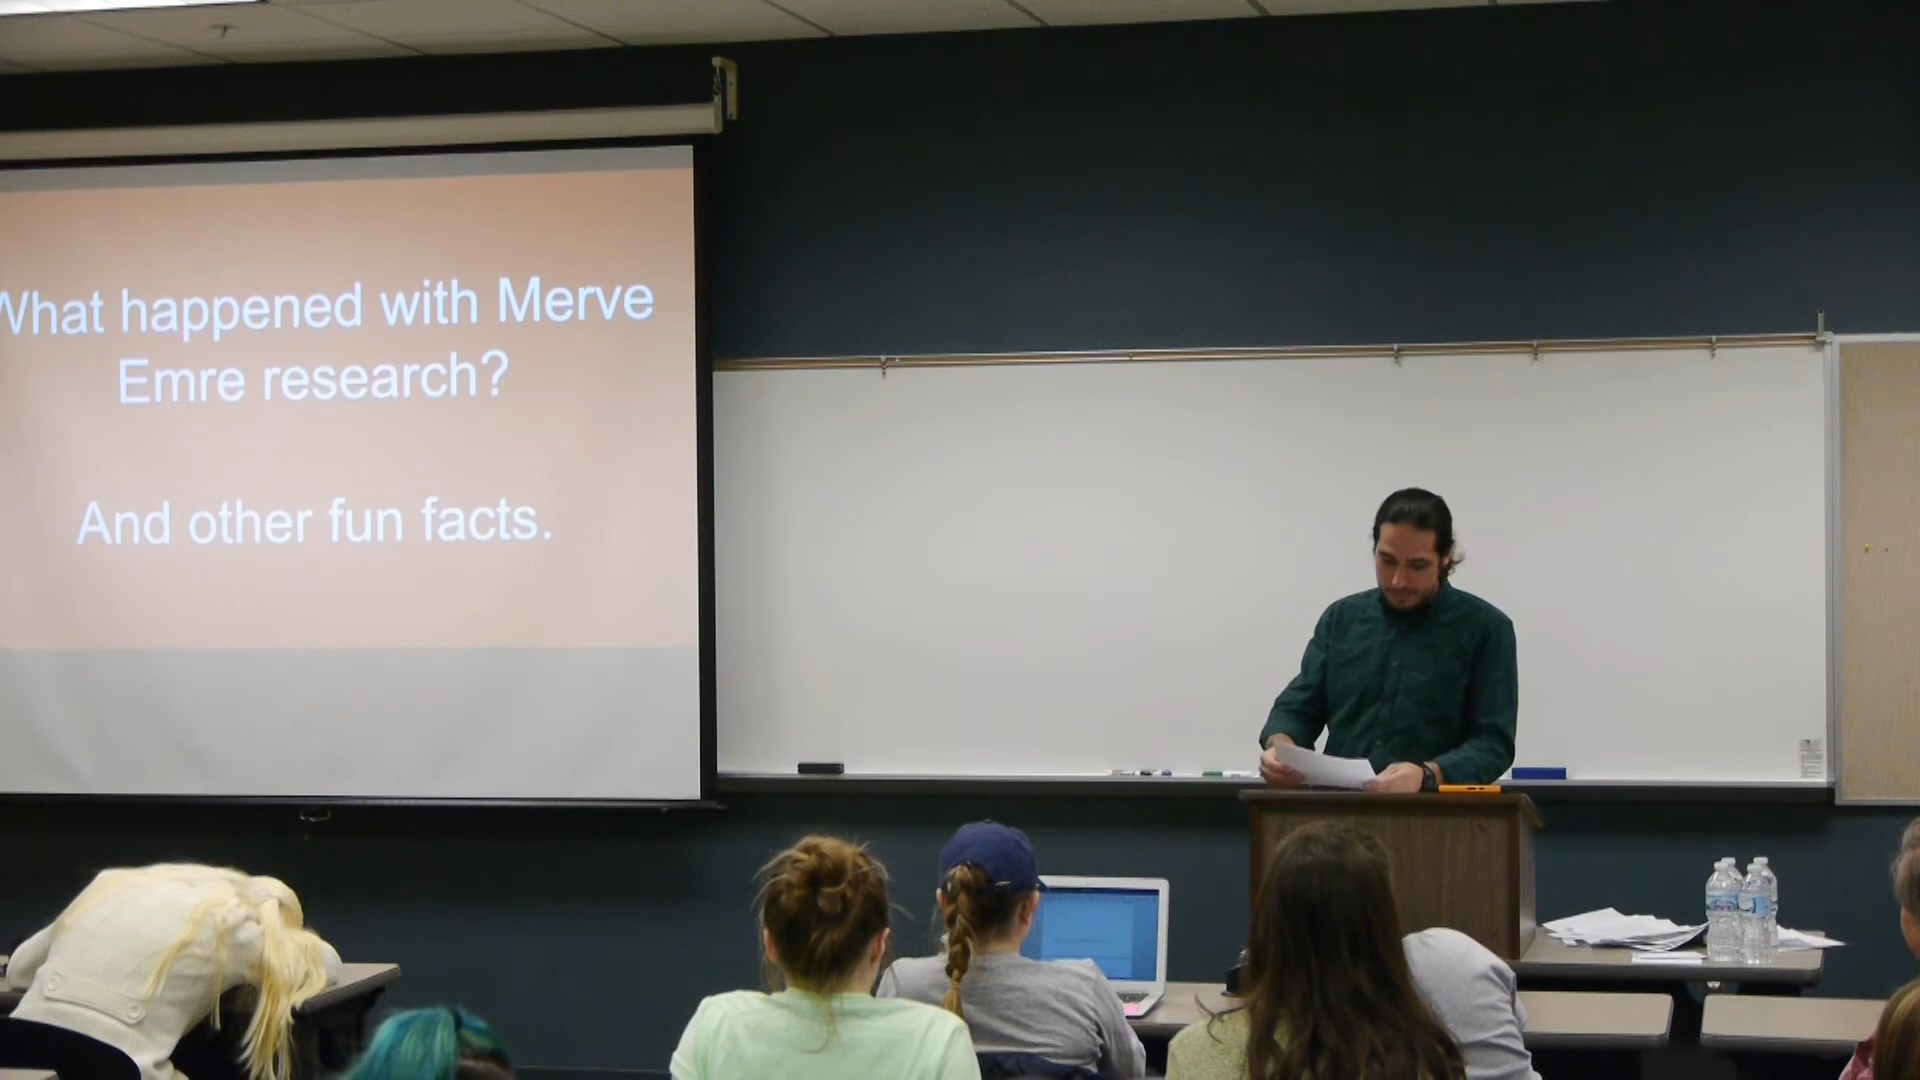 What happened with Merve
Emre research?
And other fun facts.